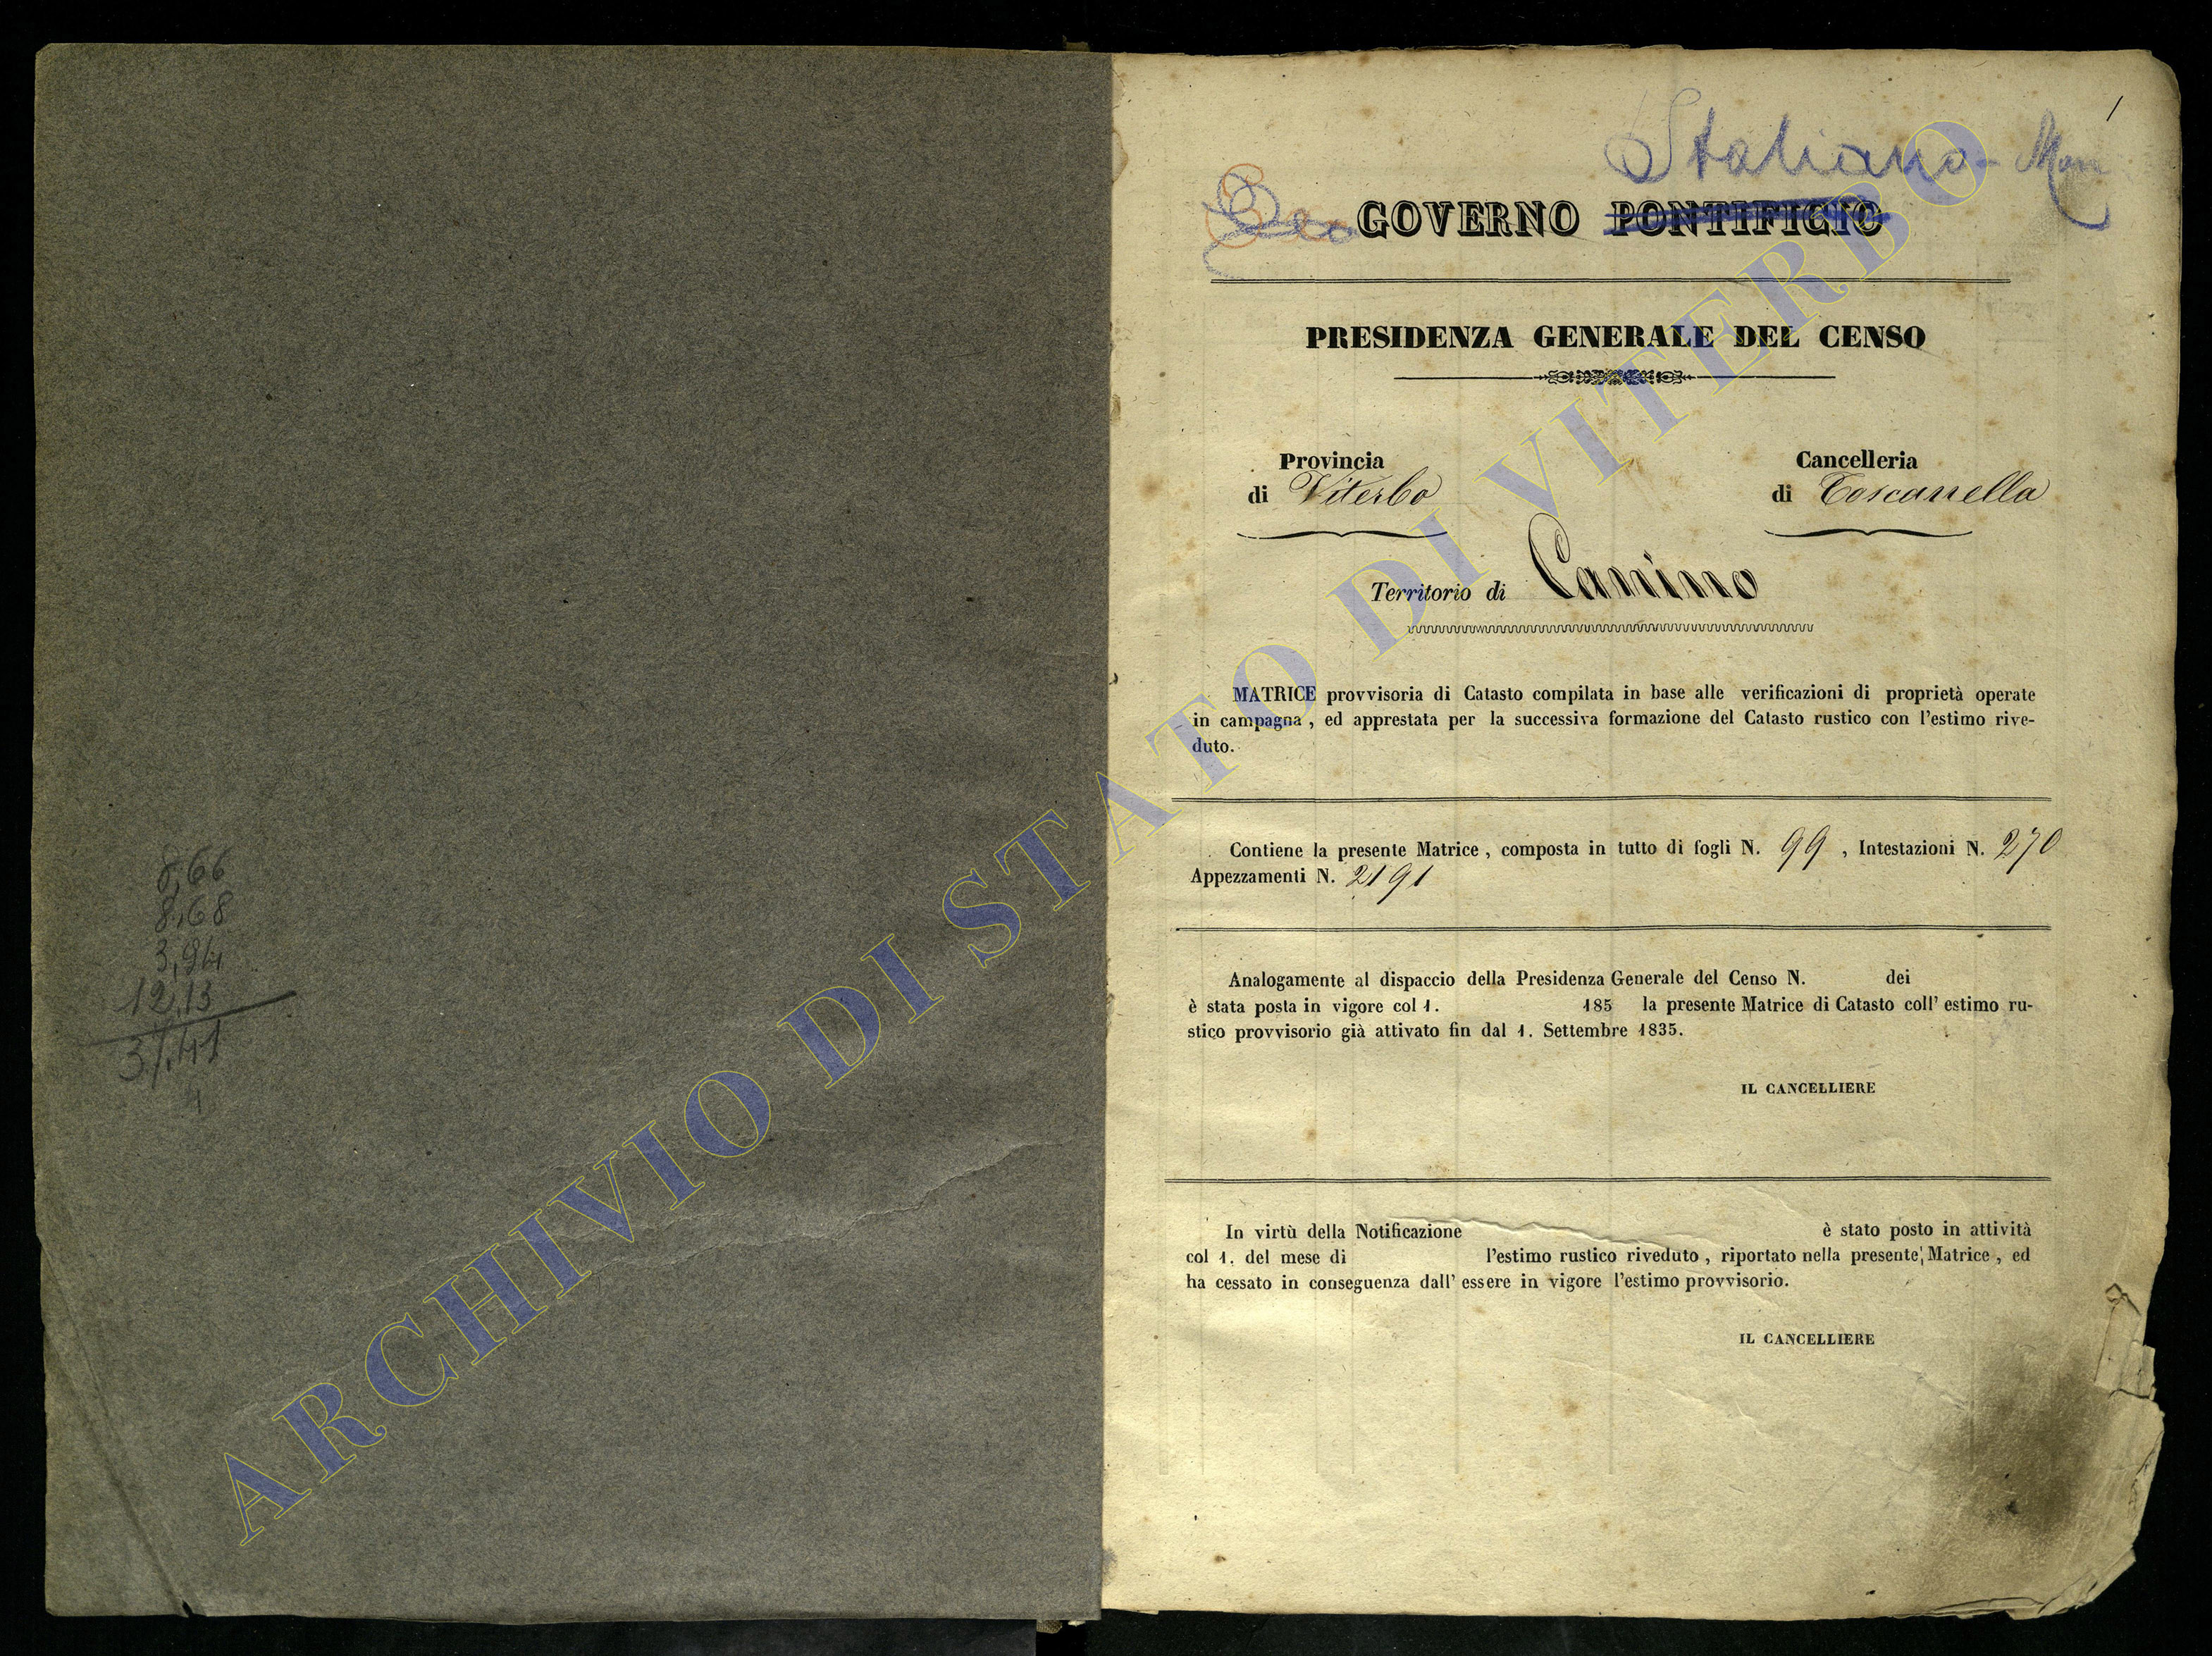 8,66
8,68
3,94
12,13
31,41
1
Italiano -
GOVERNO PONTIFICIO
PRESIDENZA GENERALE DEL CENSO
Provincia
di Viterbo
Cancelleria
di Toscanella
Territorio di Canino
MATRICE provvisoria di Catasto compilata in base alle verificazioni di proprietà operate
in campagna , ed apprestata per la successiva formazione del Catasto rustico con l'estimo rive-
duto.
Contiene la presente Matrice , composta in tutto di fogli N. 99 , Intestazioni N. 270
Appezzamenti N. 2191
Analogamente al dispaccio della Presidenza Generale del Censo N. dei
è stata posta in vigore col 1. 185 la presente Matrice di Catasto coll' estimo ru-
stico provvisorio già attivato fin dal 1. Settembre 1835.
IL CANCELLIERE
In virtù della Notificazione è stato posto in attività
col 1. del mese di l'estimo rustico riveduto , riportato nella presente Matrice , ed
ha cessato in conseguenza dall' essere in vigore l'estimo provvisorio.
IL CANCELLIERE
ARCHIVIO DI STATO DI VITERBO